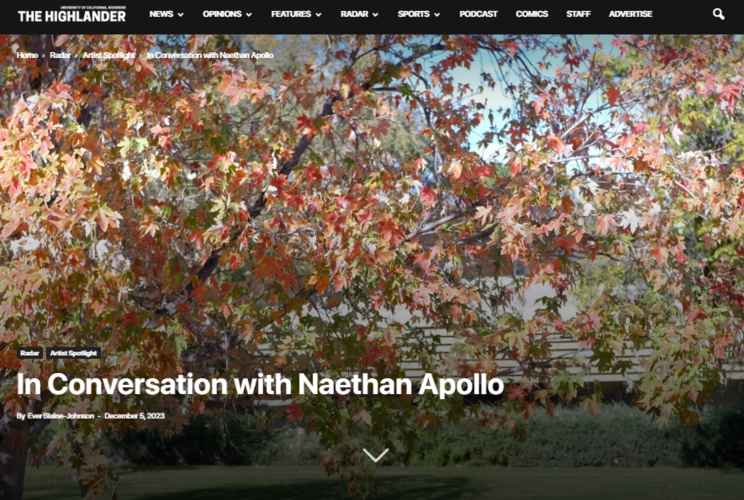 UNIVERSITY OF CALIFORNIA, RIVERSIDE
THE HIGHLANDER
NEWS OPINIONS FEATURES RADAR SPORTS PODCAST COMICS STAFF ADVERTISE
Home › Radar › Artist Spotlight › In Conversation with Naethan Apollo
Radar Artist Spotlight
In Conversation with Naethan Apollo
By Ever Blaine-Johnson - December 5, 2023